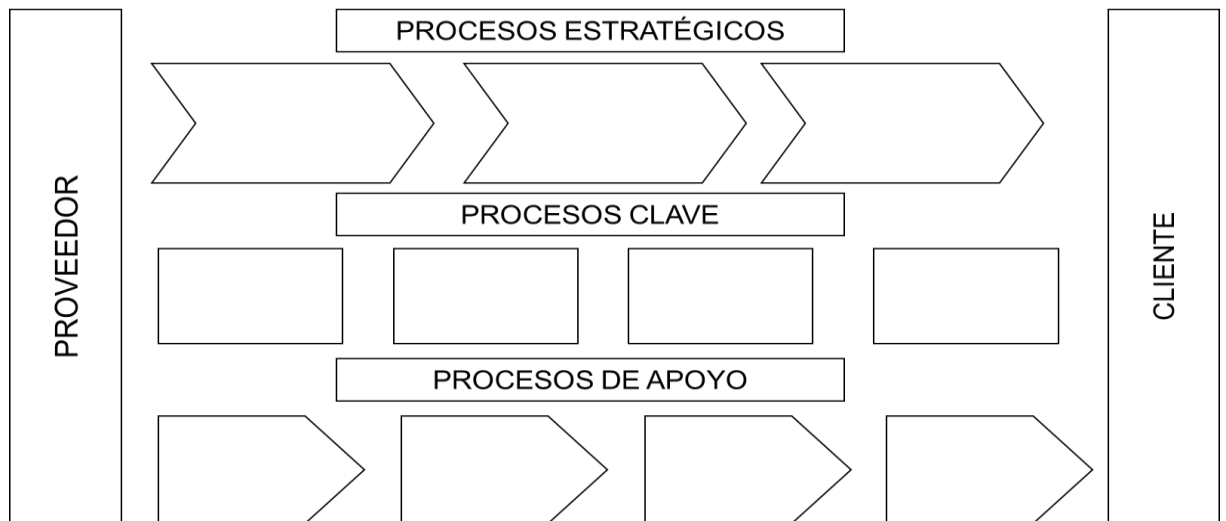 PROCESOS ESTRATÉGICOS
PROVEEDOR
PROCESOS CLAVE
CLIENTE
PROCESOS DE APOYO